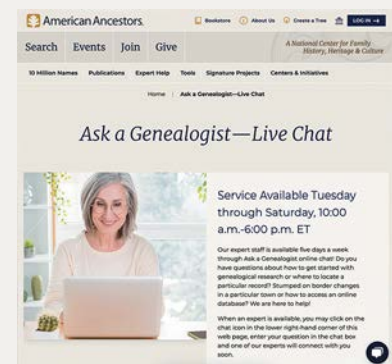 American Ancestors
Bookstore About Us Create a Tree LOG IN
Search Events Join Give
A National Center for Family
History, Heritage & Culture
10 Million Names Publications Expert Help Tools Signature Projects Centers & Initiatives
Home | Ask a Genealogist—Live Chat
Ask a Genealogist—Live Chat
Service Available Tuesday
through Saturday, 10:00
a.m.-6:00 p.m. ET
Our expert staff is available five days a week
through Ask a Genealogist online chat! Do you
have questions about how to get started with
genealogical research or where to locate a
particular record? Stumped on border changes
in a particular town or how to access an online
database? We are here to help!
When an expert is available, you may click on the
chat icon in the lower right-hand corner of this
web page, enter your question in the chat box
and one of our experts will connect with you
soon.